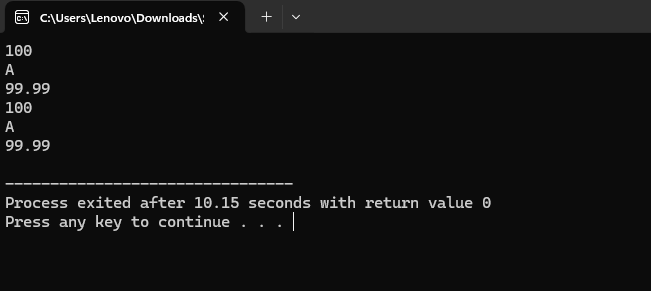 C:\Users\Lenovo\Downloads\
100
A
99.99
100
A
99.99
--------------------------------
Process exited after 10.15 seconds with return value 0
Press any key to continue . . .